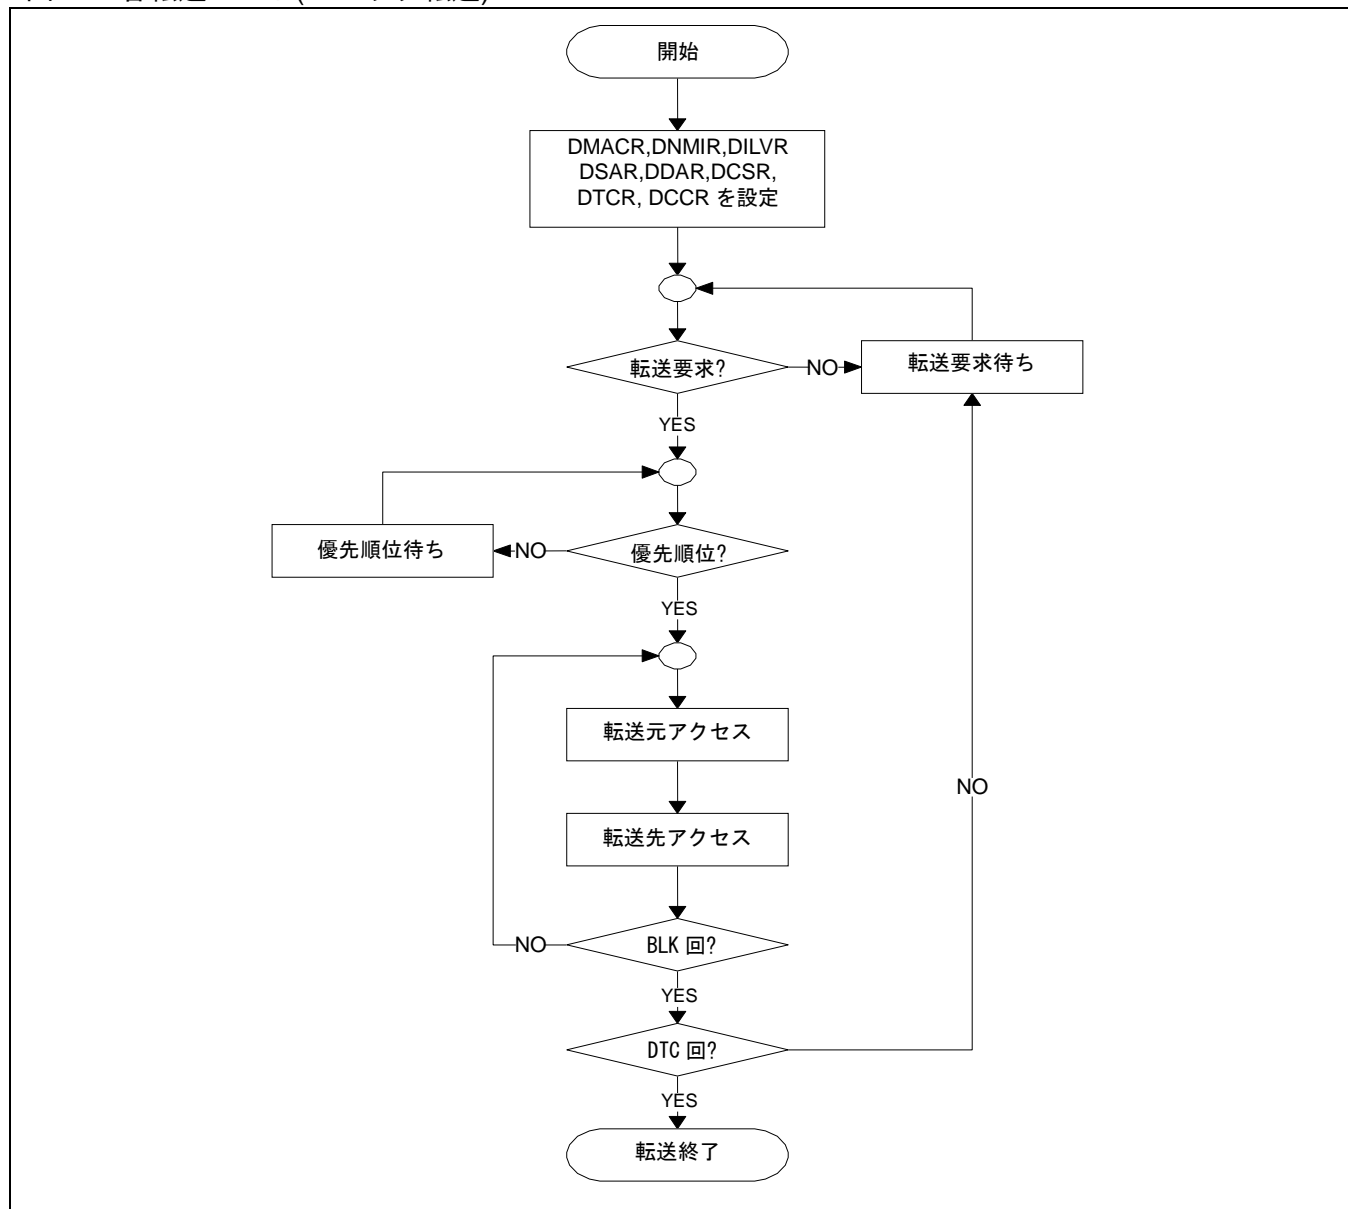 開始
DMACR,DNMIR,DILVR
DSAR,DDAR,DCSR,
DTCR, DCCR を設定
転送要求?
NO
転送要求待ち
YES
優先順位待ち
NO
優先順位?
YES
転送元アクセス
NO
転送先アクセス
NO
BLK 回?
YES
DTC 回?
YES
転送終了